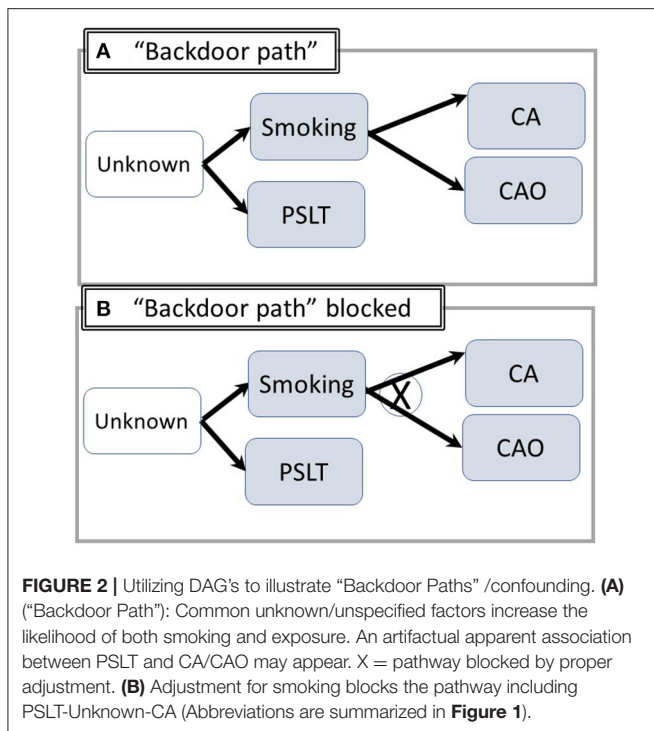 A "Backdoor path"
Smoking
CA
Unknown
CAO
PSLT
B "Backdoor path" blocked
Smoking
CA
X
Unknown
CAO
PSLT
FIGURE 2 | Utilizing DAG's to illustrate "Backdoor Paths" /confounding. (A)
("Backdoor Path"): Common unknown/unspecified factors increase the
likelihood of both smoking and exposure. An artifactual apparent association
between PSLT and CA/CAO may appear. X = pathway blocked by proper
adjustment. (B) Adjustment for smoking blocks the pathway including
PSLT-Unknown-CA (Abbreviations are summarized in Figure 1).